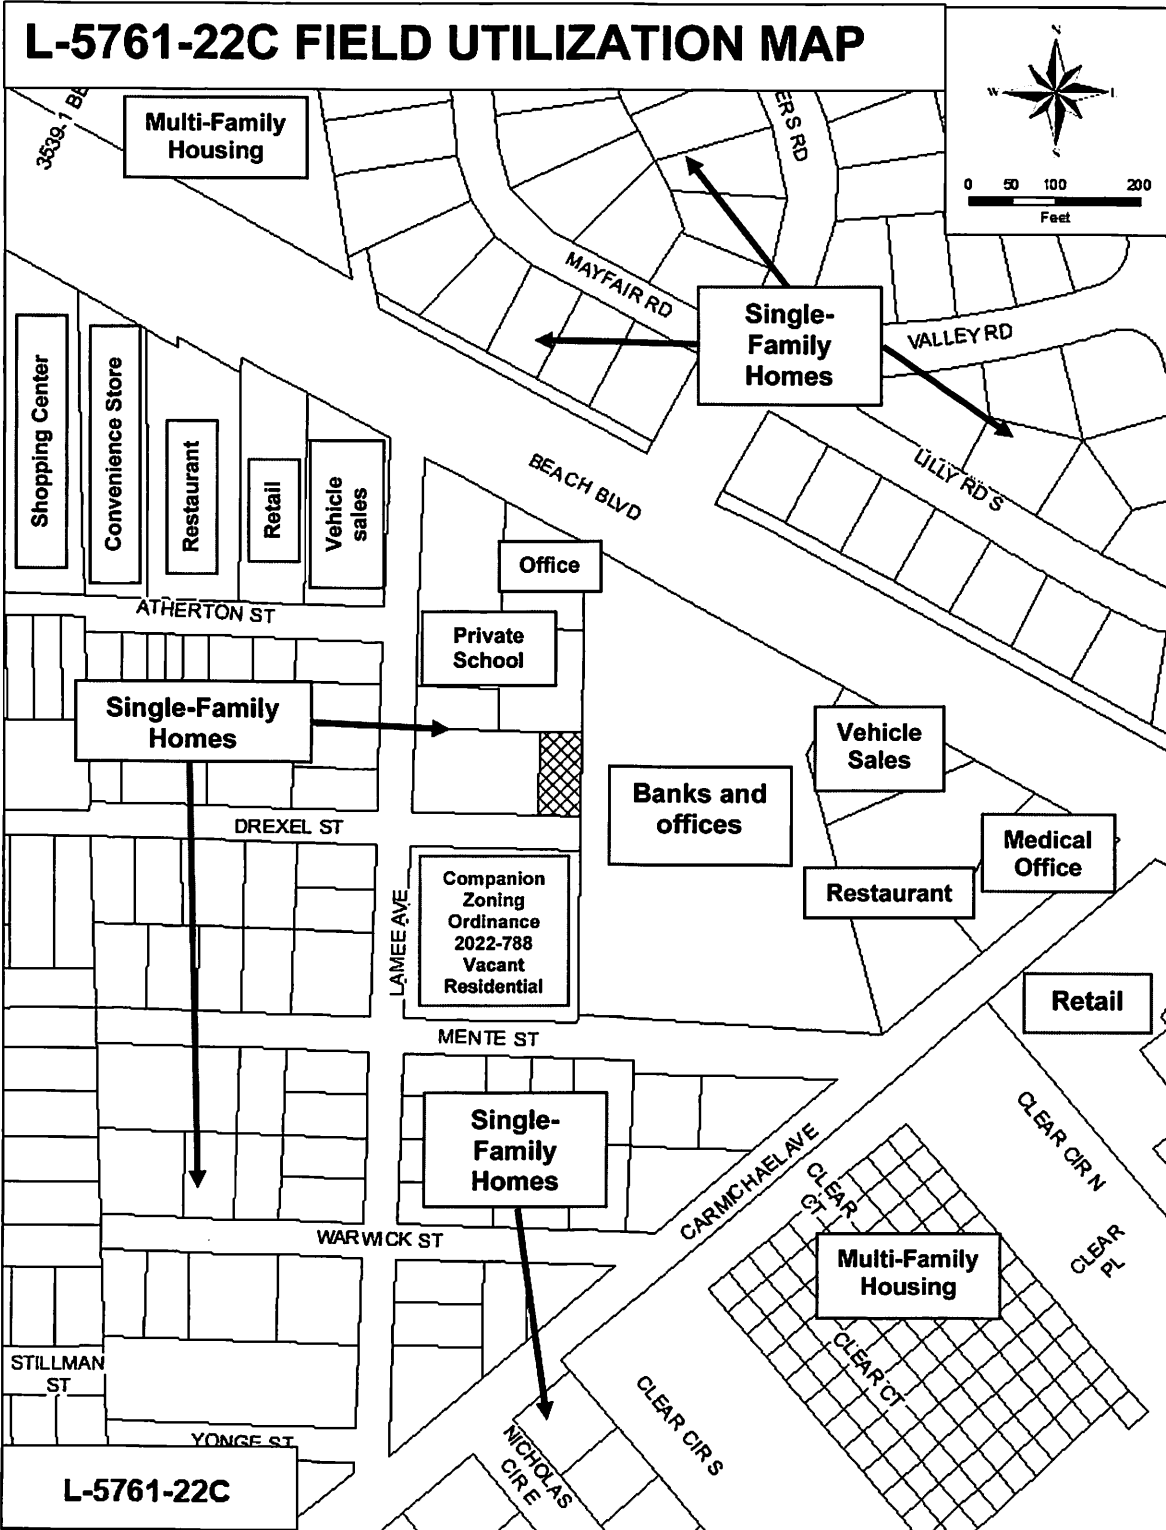 L-5761-22C FIELD UTILIZATION MAP
N
W
S
0 50 100 200
Feet
3539-1
Multi-Family
Housing
ERS RD
MAYFAIR RD
Single-
Family
Homes
VALLEY RD
LILLY RD S
BEACH BLVD
Shopping Center
Convenience Store
Restaurant
Retail
Vehicle
sales
Office
ATHERTON ST
Private
School
Single-Family
Homes
Vehicle
Sales
Banks and
offices
DREXEL ST
Medical
Office
Restaurant
Companion
Zoning
Ordinance
2022-788
Vacant
Residential
LAMEE AVE
Retail
MENTE ST
Single-
Family
Homes
CARMICHAEL AVE
CLEAR
CT
CLEAR CIR N
CLEAR
PL
WARWICK ST
Multi-Family
Housing
CLEAR CT
STILLMAN
ST
CLEAR CIR S
NICHOLAS
CIR E
YONGE ST
L-5761-22C